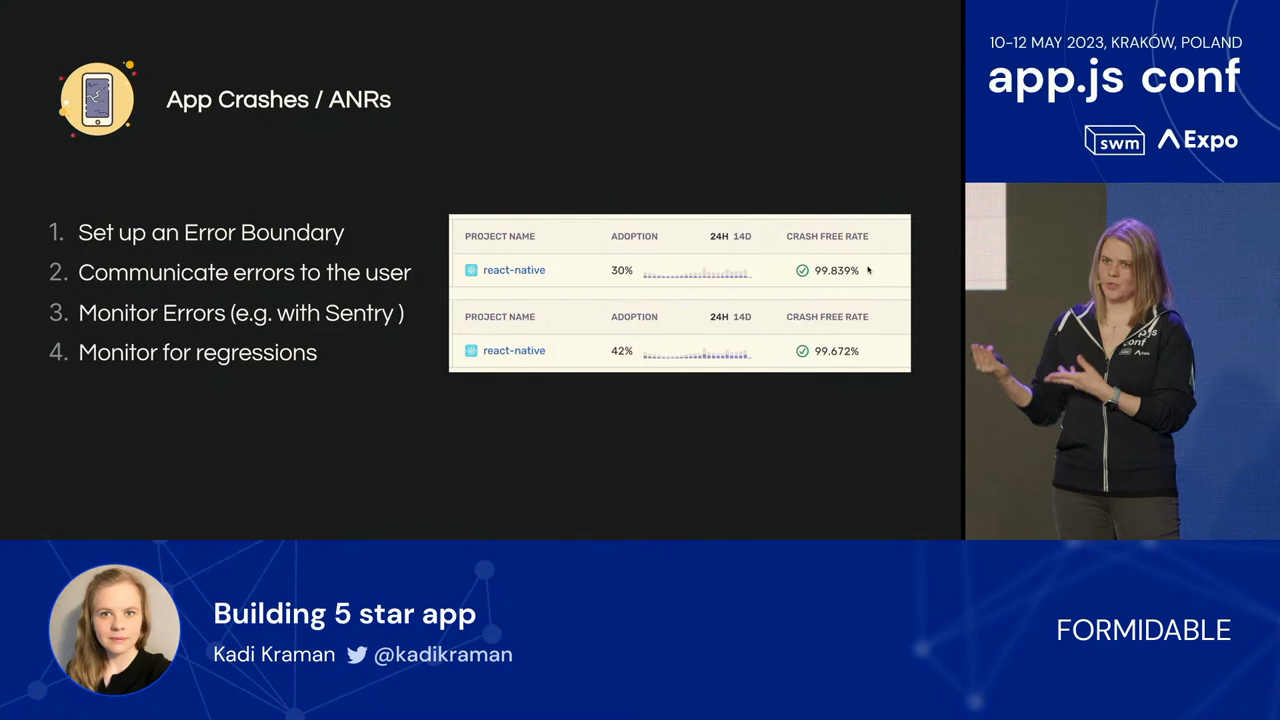 App Crashes / ANRs
1. Set up an Error Boundary
2. Communicate errors to the user
3. Monitor Errors (e.g. with Sentry )
4. Monitor for regressions
PROJECT NAME ADOPTION 24H 14D CRASH FREE RATE
react-native 30% 99.839%
PROJECT NAME ADOPTION 24H 14D CRASH FREE RATE
react-native 42% 99.672%
10-12 MAY 2023, KRAKÓW, POLAND
app.js conf
swm Expo
p.js
conf
Building 5 star app
Kadi Kraman @kadikraman
FORMIDABLE